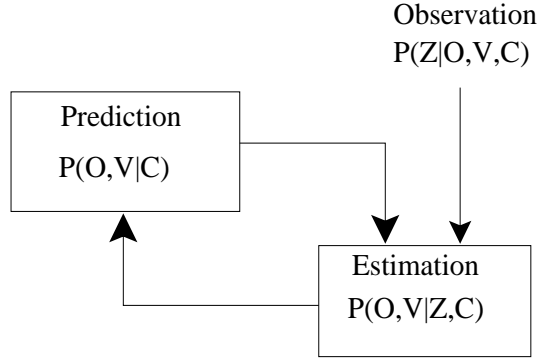 Observation
P(Z|O,V,C)
Prediction
P(O,V|C)
Estimation
P(O,V|Z,C)